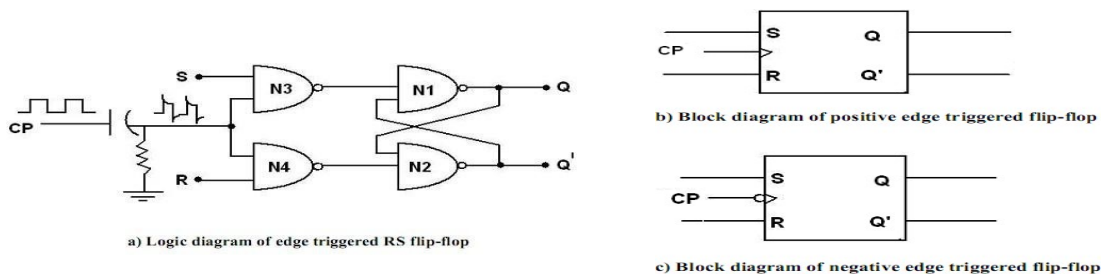 S
N3
N1
Q
CP
R
N4
N2
Q'
a) Logic diagram of edge triggered RS flip-flop
S Q
CP
R Q'
b) Block diagram of positive edge triggered flip-flop
S Q
CP
R Q'
c) Block diagram of negative edge triggered flip-flop